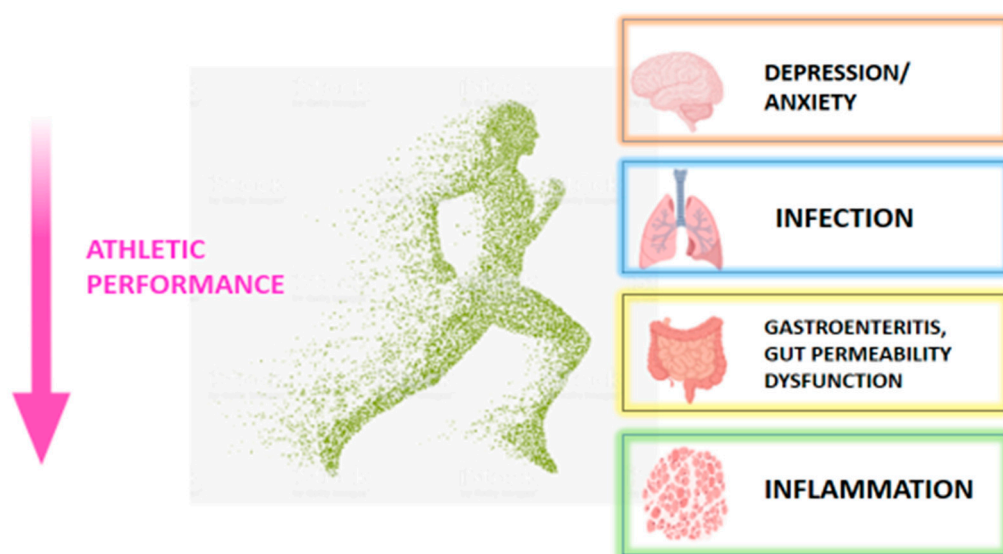 ATHLETIC
PERFORMANCE
DEPRESSION/
ANXIETY
INFECTION
GASTROENTERITIS,
GUT PERMEABILITY
DYSFUNCTION
INFLAMMATION